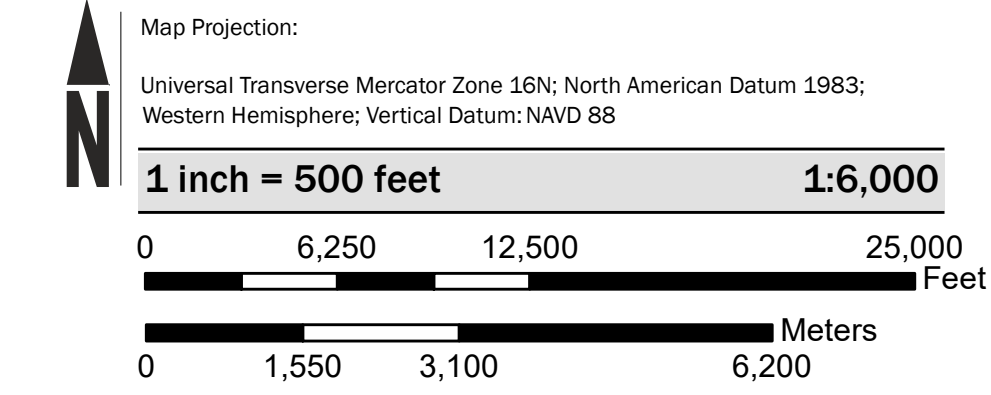 N
Map Projection:
Universal Transverse Mercator Zone 16N; North American Datum 1983;
Western Hemisphere; Vertical Datum: NAVD 88
1 inch = 500 feet 1:6,000
0 6,250 12,500 25,000
Feet
Meters
0 1,550 3,100 6,200